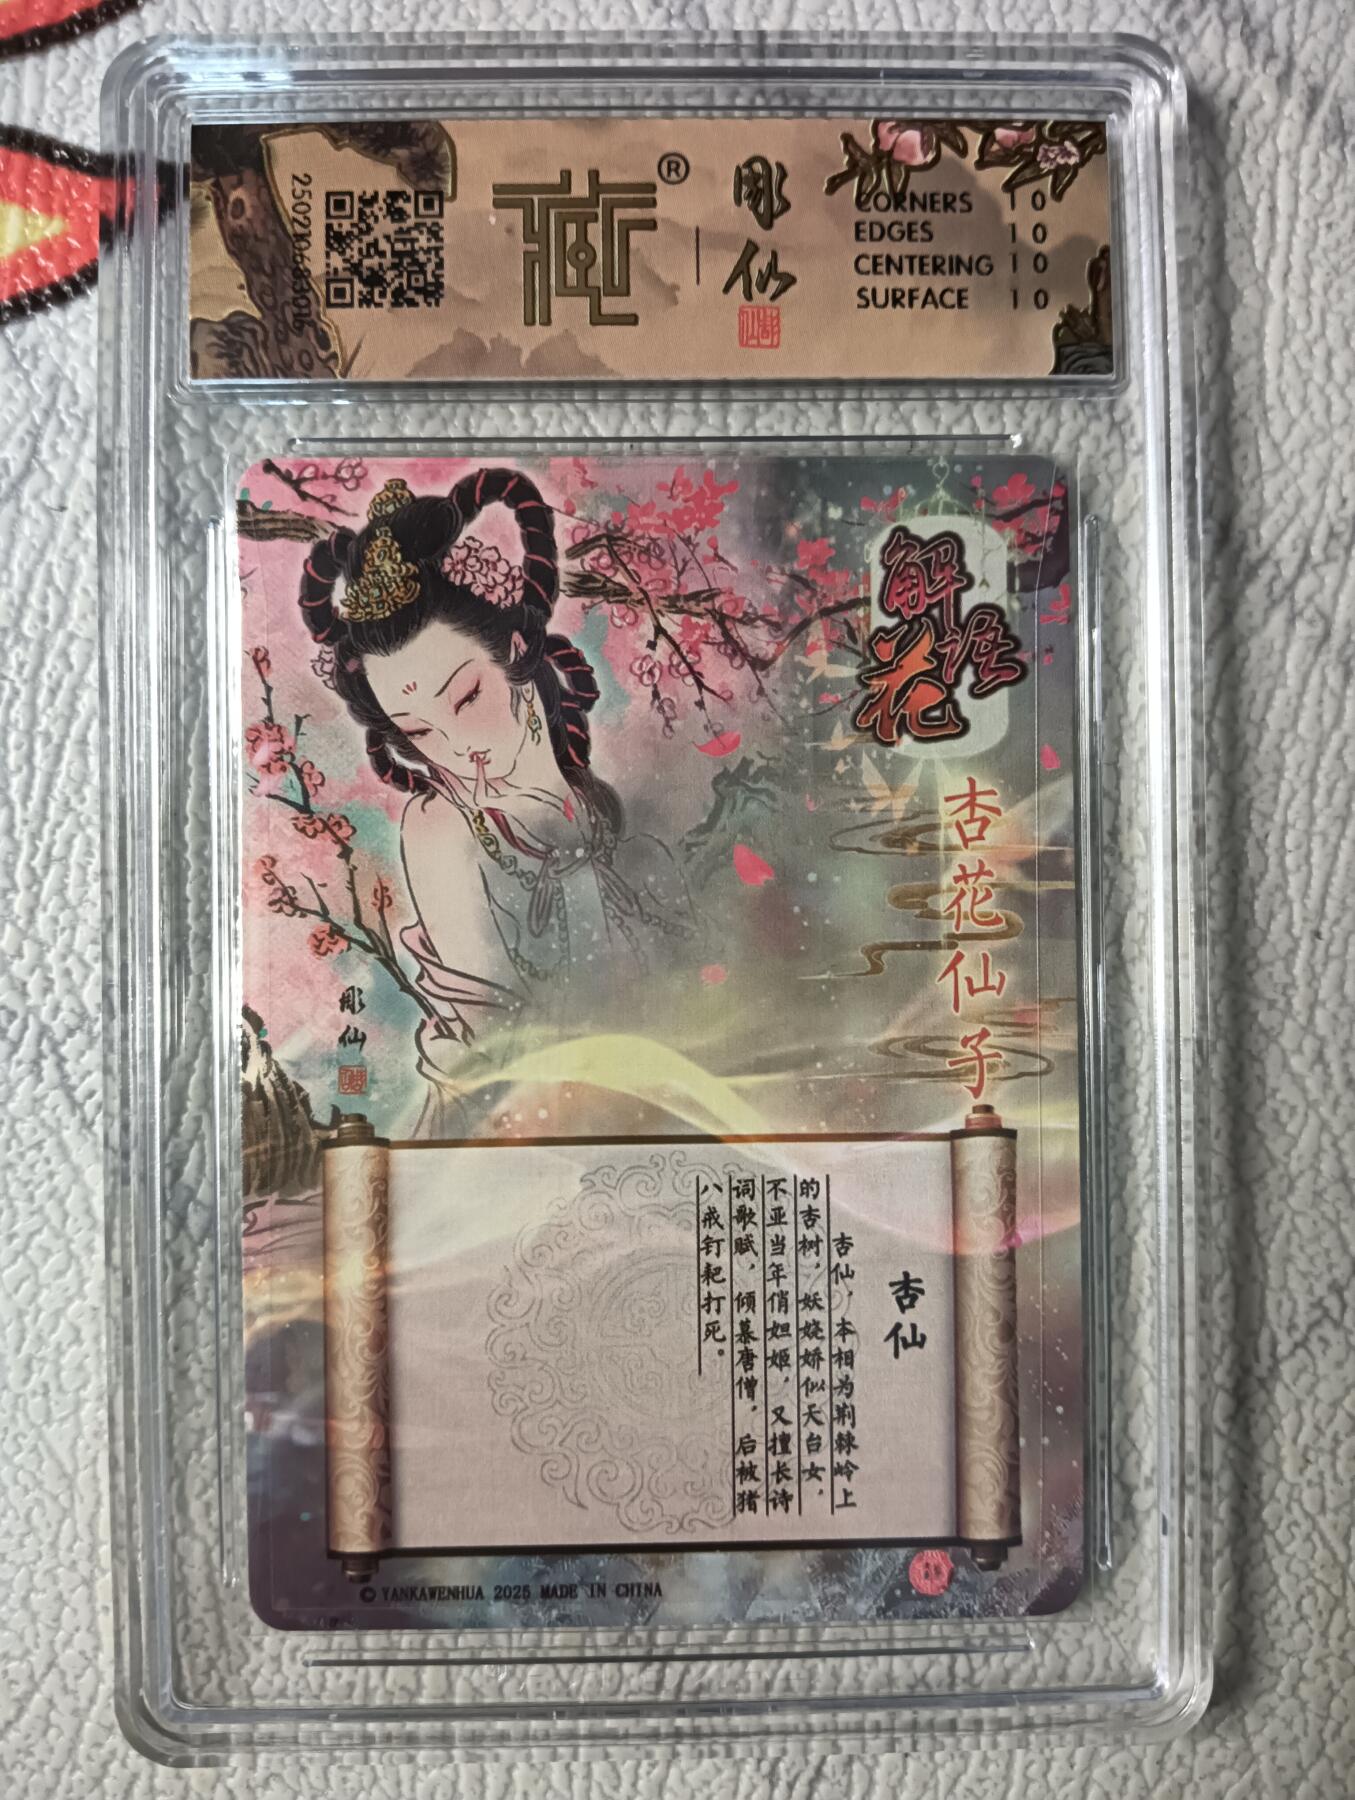 藏®
彫仙
CORNERS 10
EDGES 10
CENTERING 10
SURFACE 10
解语花
杏花仙子
彫仙
杏仙
杏仙，本相为荆棘岭上
的杏树，妖娆娇似天台女，
不亚当年俏妲姬，又擅长诗
词歌赋，倾慕唐僧，后被猪
八戒钉耙打死。
© YANKAWENHUA 2025 MADE IN CHINA